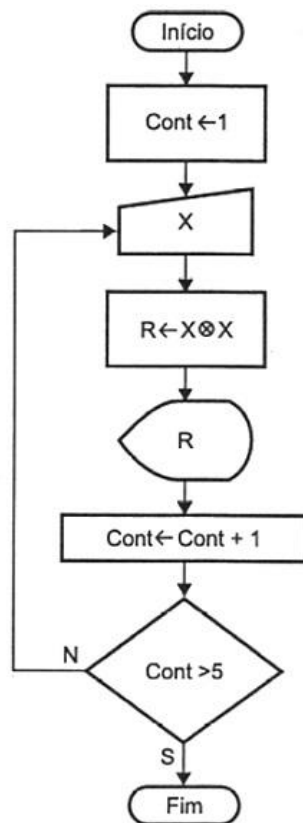 Início
Cont ←1
X
R←X⊗X
R
Cont← Cont + 1
N
Cont >5
S
Fim